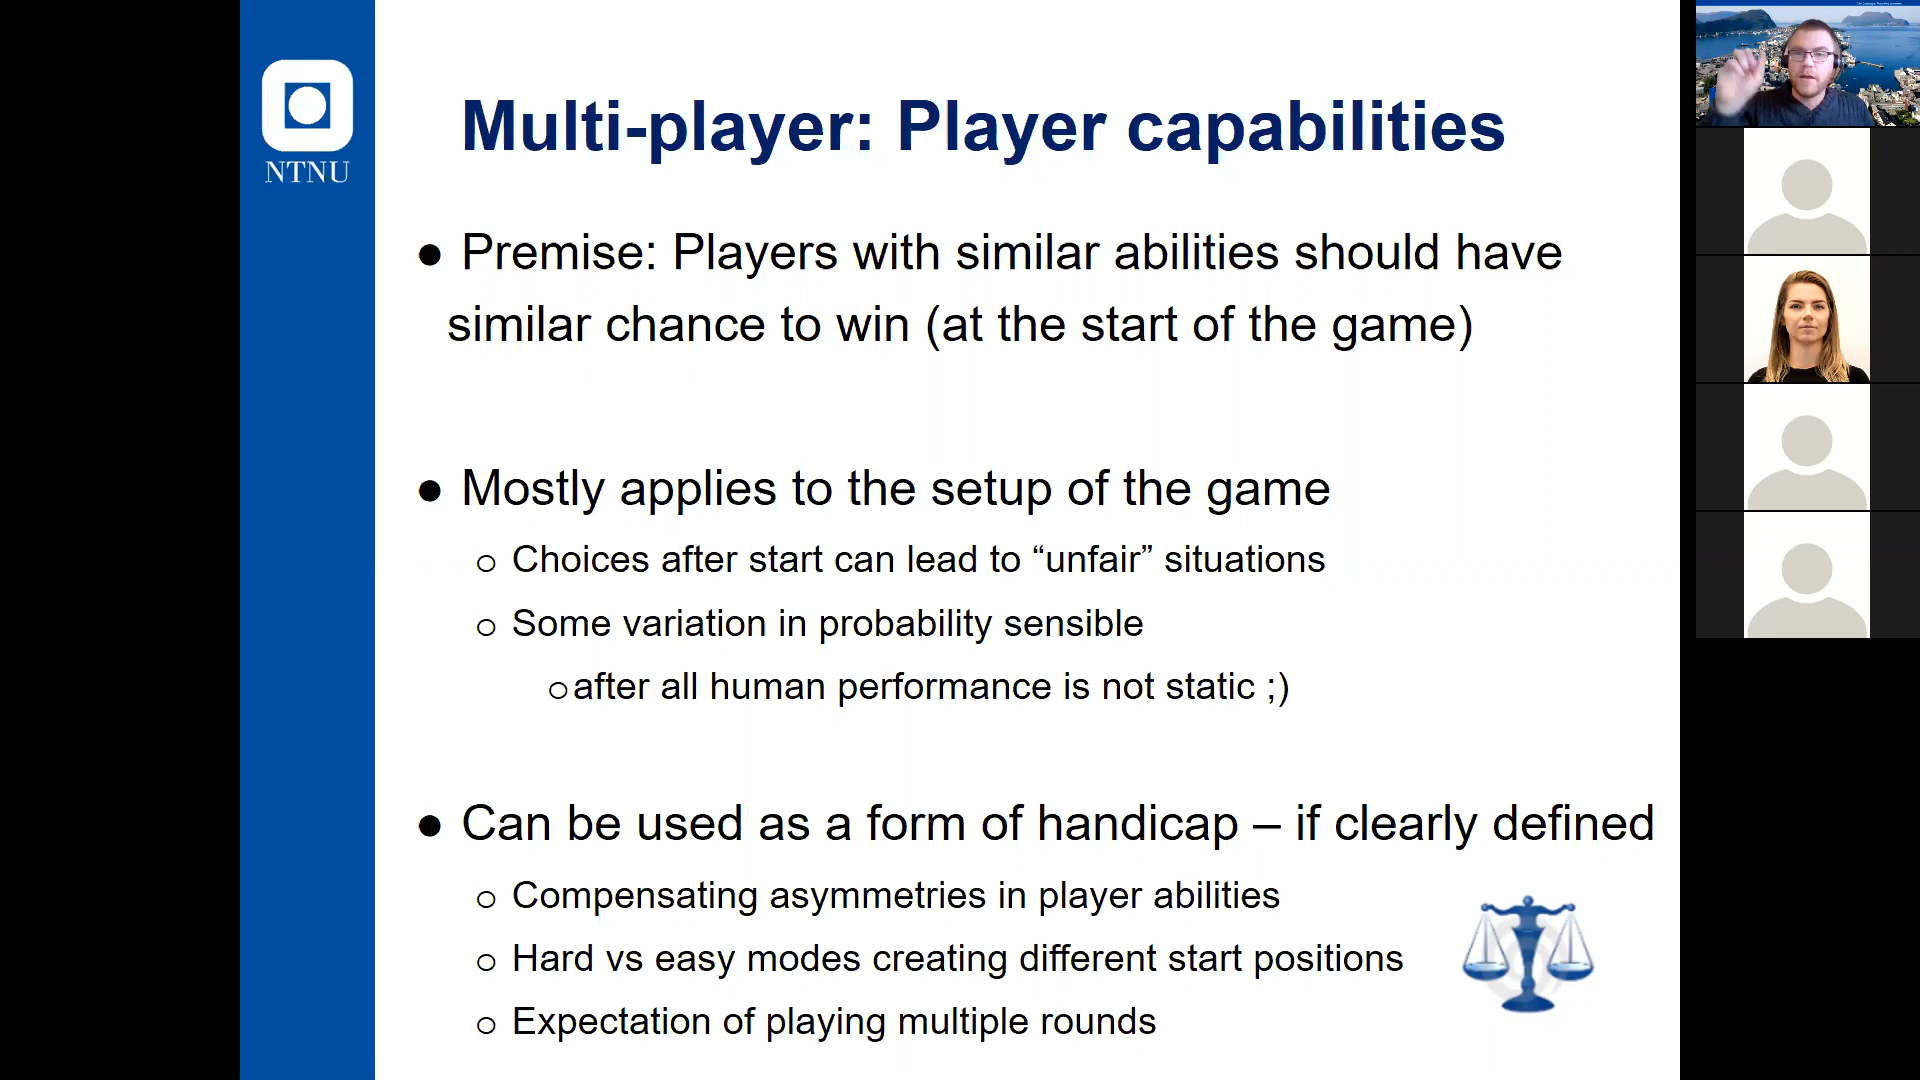 NTNU
Multi-player: Player capabilities
● Premise: Players with similar abilities should have
similar chance to win (at the start of the game)
● Mostly applies to the setup of the game
○ Choices after start can lead to “unfair” situations
○ Some variation in probability sensible
○ after all human performance is not static ;)
● Can be used as a form of handicap – if clearly defined
○ Compensating asymmetries in player abilities
○ Hard vs easy modes creating different start positions
○ Expectation of playing multiple rounds